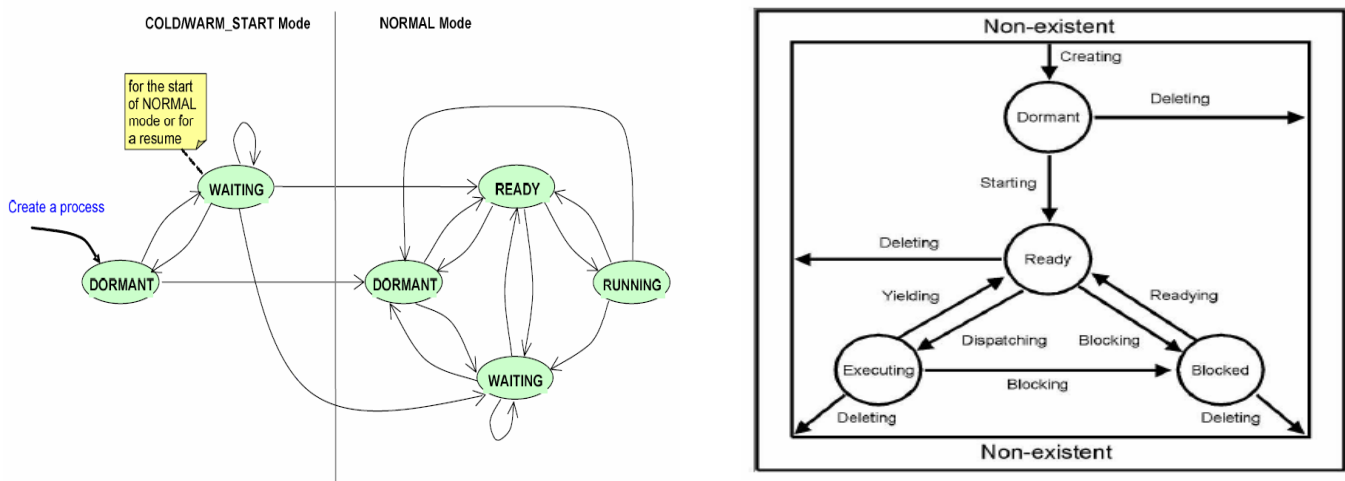 COLD/WARM_START Mode
NORMAL Mode
for the start
of NORMAL
mode or for
a resume
WAITING
READY
Create a process
DORMANT
DORMANT
RUNNING
WAITING
Non-existent
Creating
Dormant
Deleting
Starting
Deleting
Ready
Yielding
Readying
Dispatching
Blocking
Executing
Blocked
Blocking
Deleting
Deleting
Non-existent